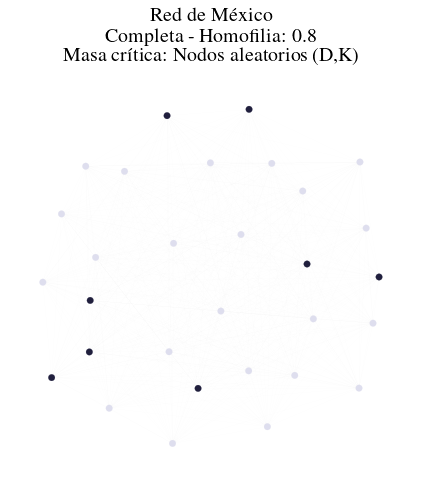 Red de México
Completa - Homofilia: 0.8
Masa crítica: Nodos aleatorios (D,K)